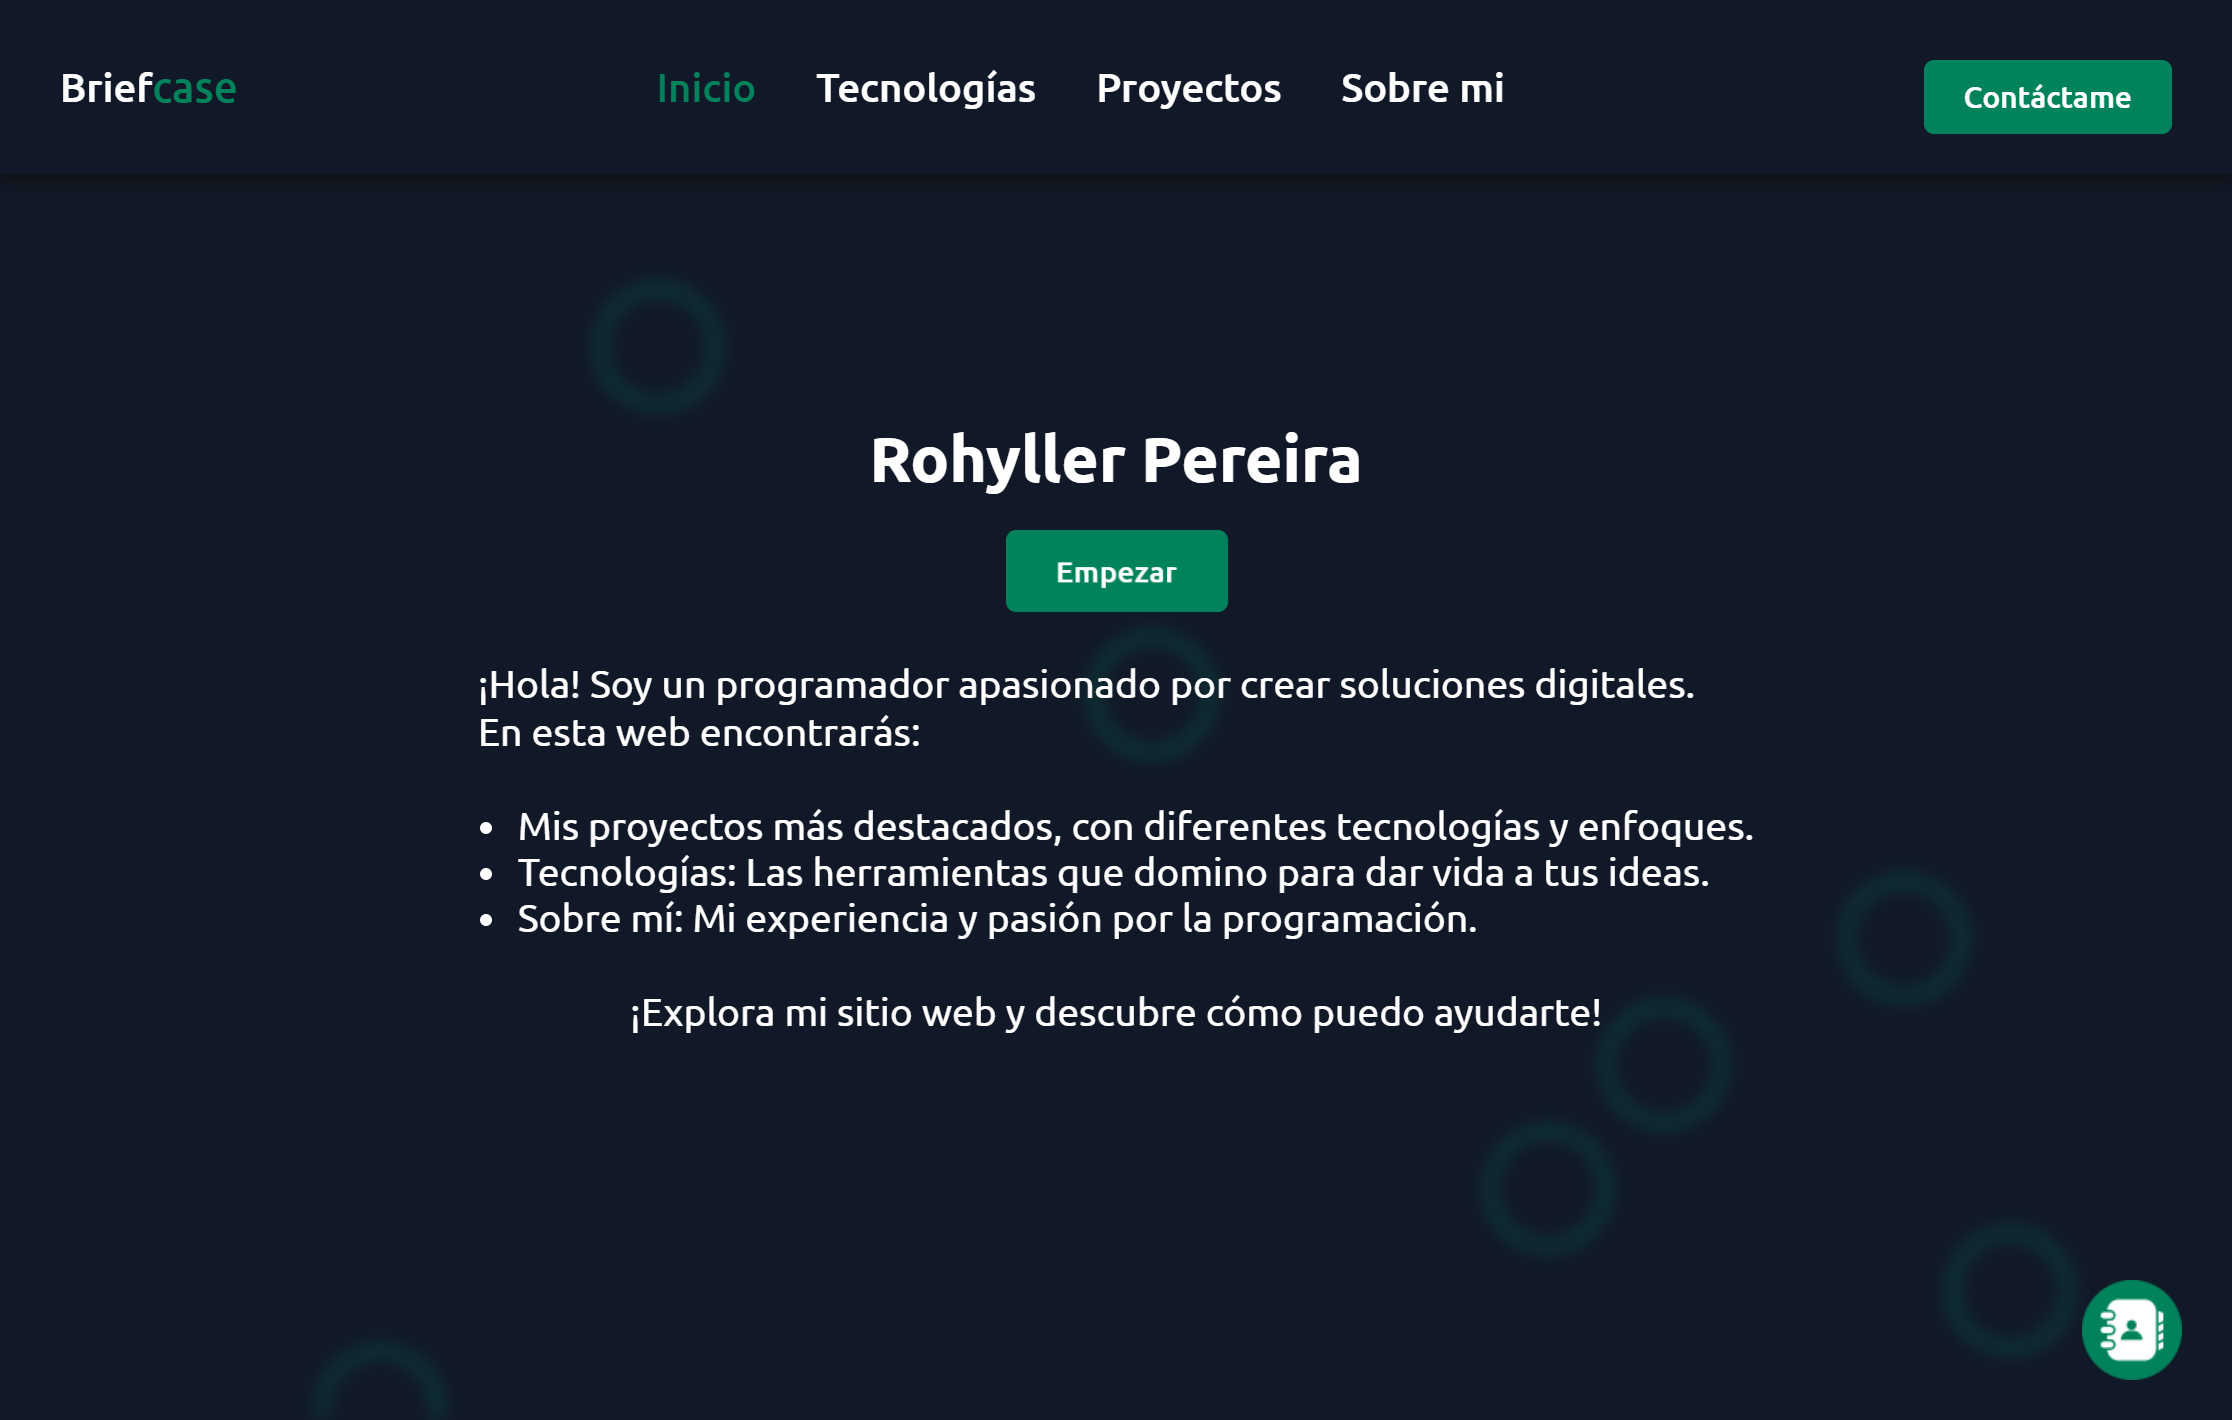 Briefcase
Inicio Tecnologías Proyectos Sobre mi
Contáctame
Rohyller Pereira
Empezar
¡Hola! Soy un programador apasionado por crear soluciones digitales.
En esta web encontrarás:
• Mis proyectos más destacados, con diferentes tecnologías y enfoques.
• Tecnologías: Las herramientas que domino para dar vida a tus ideas.
• Sobre mí: Mi experiencia y pasión por la programación.
¡Explora mi sitio web y descubre cómo puedo ayudarte!